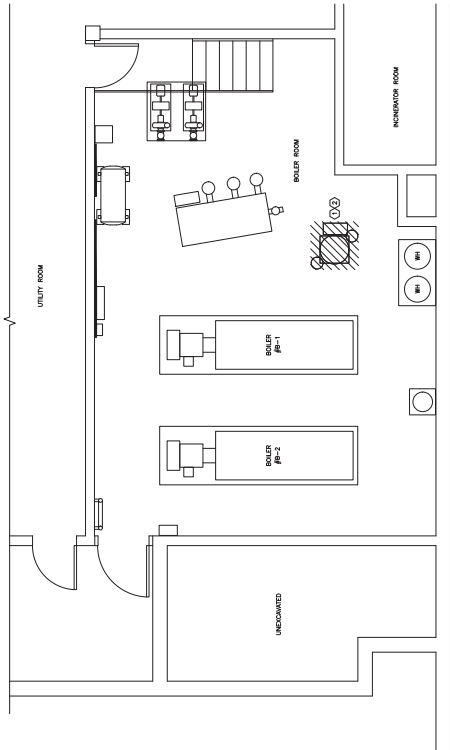 INCINERATOR ROOM
BOILER ROOM
1 2
UTILITY ROOM
WH
WH
BOILER
#B-1
BOILER
#B-2
UNEXCAVATED